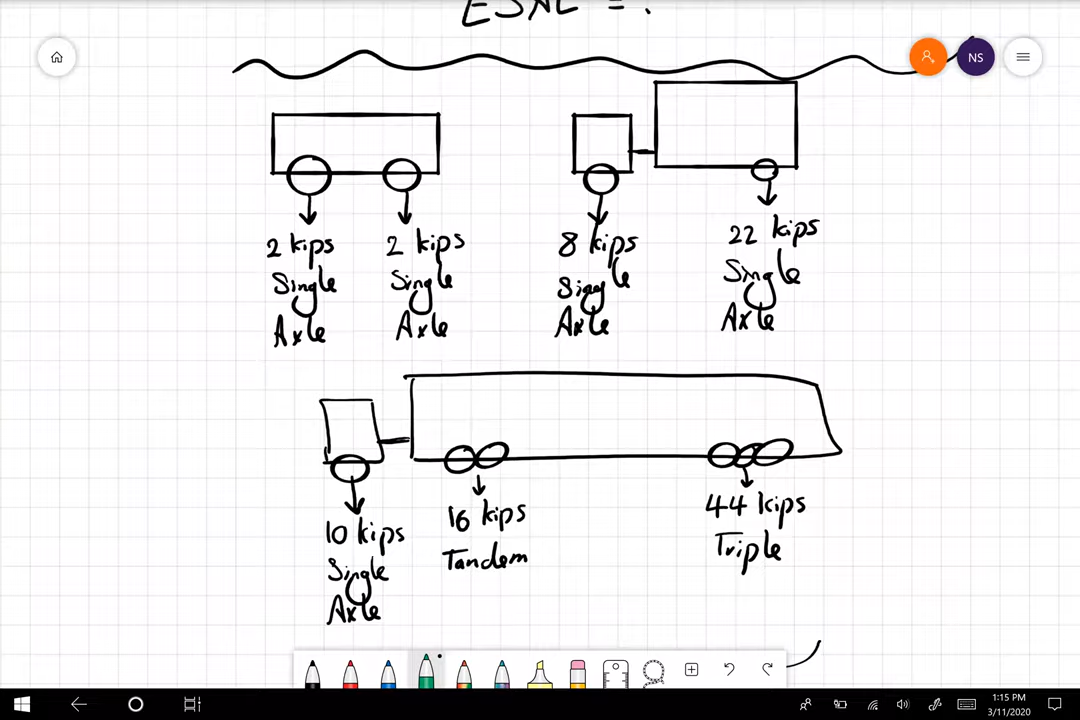 ESAL = ?
NS
2 kips
Single
Axle
2 kips
Single
Axle
8 kips
Single
Axle
22 kips
Single
Axle
10 kips
Single
Axle
16 kips
Tandem
44 kips
Triple
1:15 PM
3/11/2020